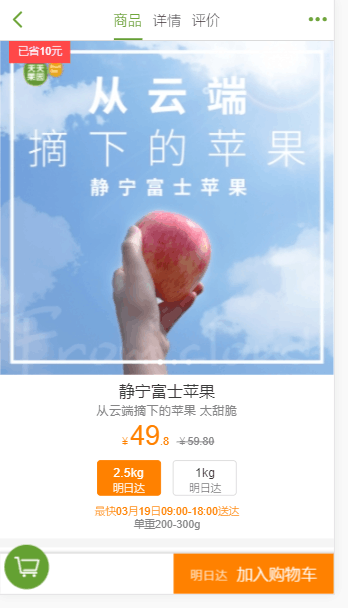 商品 详情 评价
已省10元
天天
果园
从云端
摘下的苹果
静宁富士苹果
静宁富士苹果
从云端摘下的苹果 太甜脆
¥49.8 ¥59.80
2.5kg 1kg
明日达 明日达
最快03月19日09:00-18:00送达
单重200-300g
明日达 加入购物车